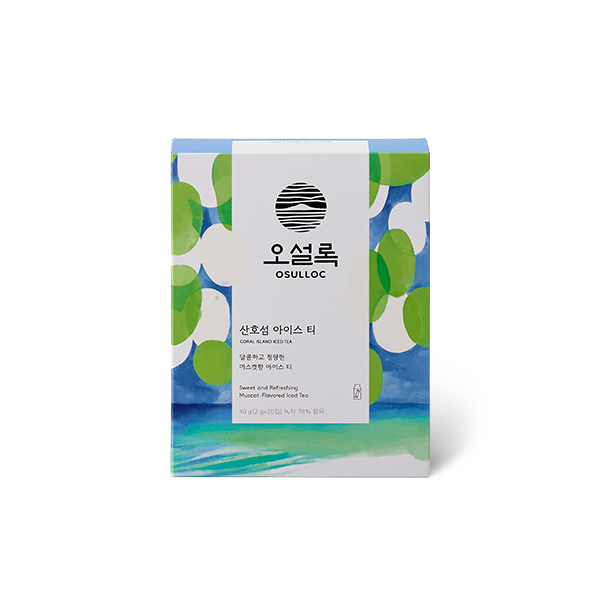 오설록
OSULLOC
산호섬 아이스 티
CORAL ISLAND ICED TEA
달콤하고 청량한
머스캣향 아이스 티
Sweet and Refreshing
Muscat-Flavored Iced Tea
40 g(2 gx20입) 녹차 78% 함유